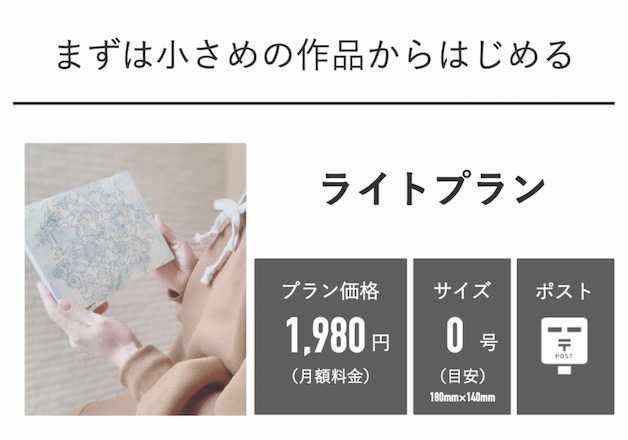 まずは小さめの作品からはじめる
ライトプラン
プラン価格
1,980円
（月額料金）
サイズ
0 号
（目安）
180mm×140mm
ポスト
〒
POST